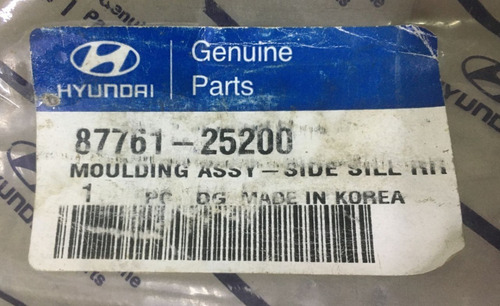 HYUNDAI
Genuine
Parts
87761-25200
MOULDING ASSY-SIDE SILL RH
1 PC DG MADE IN KOREA